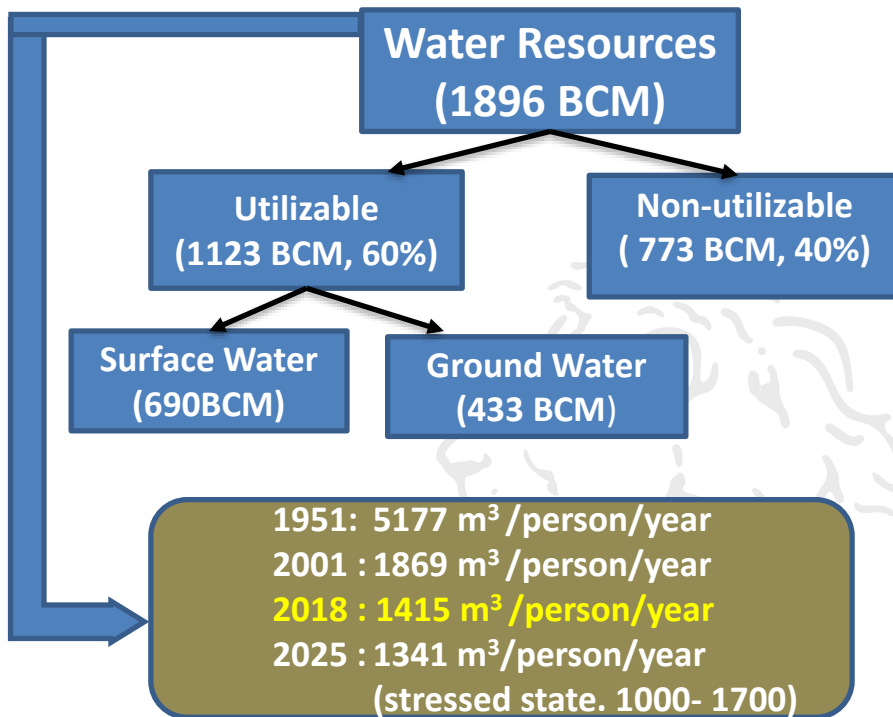 Water Resources
(1896 BCM)
Utilizable
(1123 BCM, 60%)
Non-utilizable
( 773 BCM, 40%)
Surface Water
(690BCM)
Ground Water
(433 BCM)
1951: 5177 m³/person/year
2001 : 1869 m³/person/year
2018 : 1415 m³/person/year
2025 : 1341 m³/person/year
(stressed state. 1000- 1700)